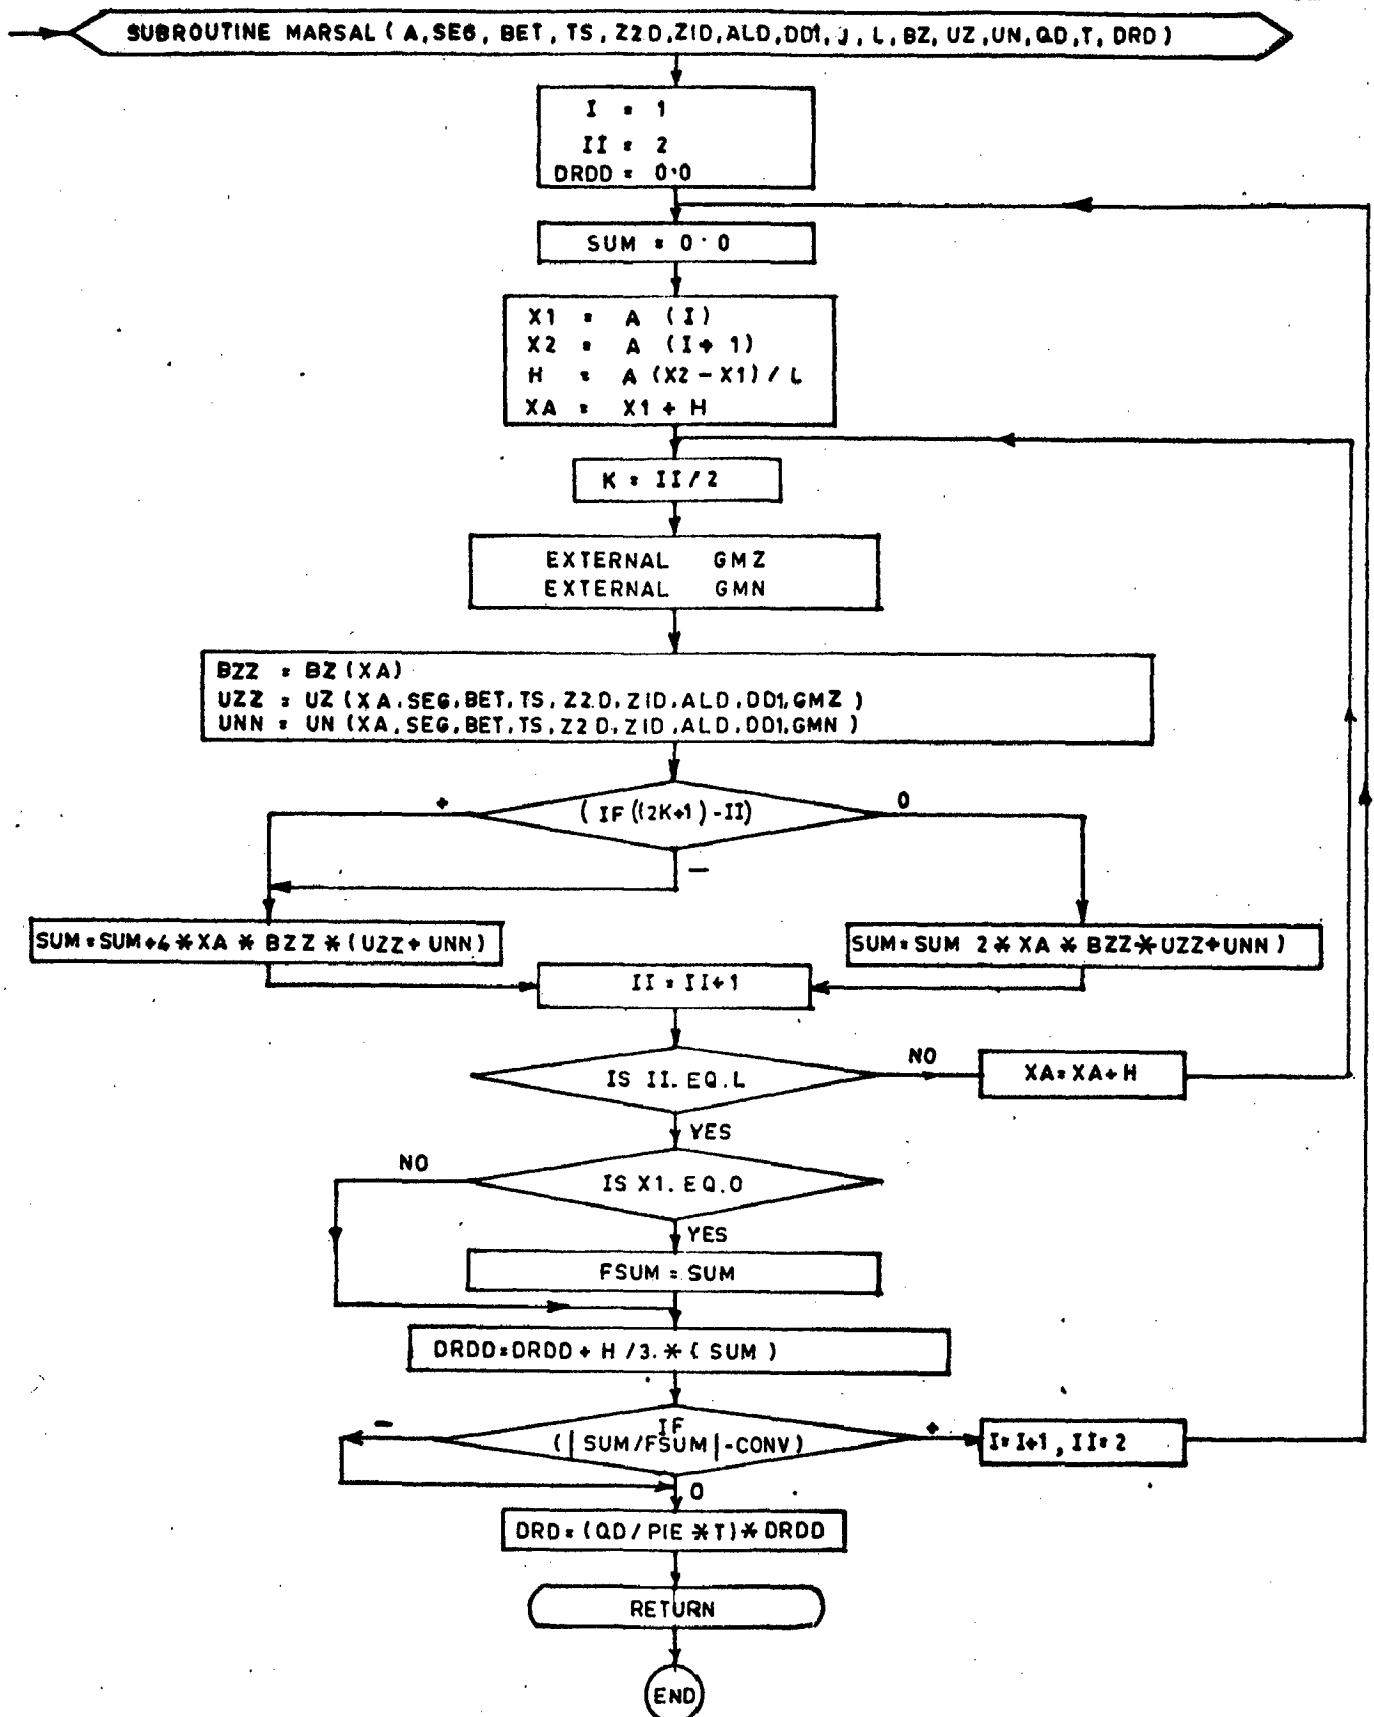 SUBROUTINE MARSAL ( A,SEG, BET, TS, Z2D,Z1D,ALD,DD1,J, L,BZ, UZ,UN,QD,T, DRD )
I = 1
II = 2
DRDD = 0.0
SUM = 0.0
X1 = A (I)
X2 = A (I+ 1)
H = A (X2 - X1) / L
XA = X1 + H
K = II / 2
EXTERNAL GMZ
EXTERNAL GMN
BZZ = BZ (XA)
UZZ = UZ (XA,SEG,BET,TS,Z2D,Z1D,ALD,DD1,GMZ )
UNN = UN (XA,SEG,BET,TS,Z2D,Z1D,ALD,DD1,GMN )
+
( IF ((2K+1) -II)
0
−
SUM=SUM+4*XA * BZZ *(UZZ+ UNN)
SUM=SUM 2*XA * BZZ*UZZ+UNN )
II = II+1
IS II. EQ.L
NO
XA= XA+ H
YES
NO
IS X1. EQ.0
YES
FSUM = SUM
DRDD=DRDD + H /3.*( SUM )
−
IF
(|SUM/FSUM|-CONV)
+
I= I+1 , II= 2
0
DRD= (QD/ PIE *T)* DRDD
RETURN
END